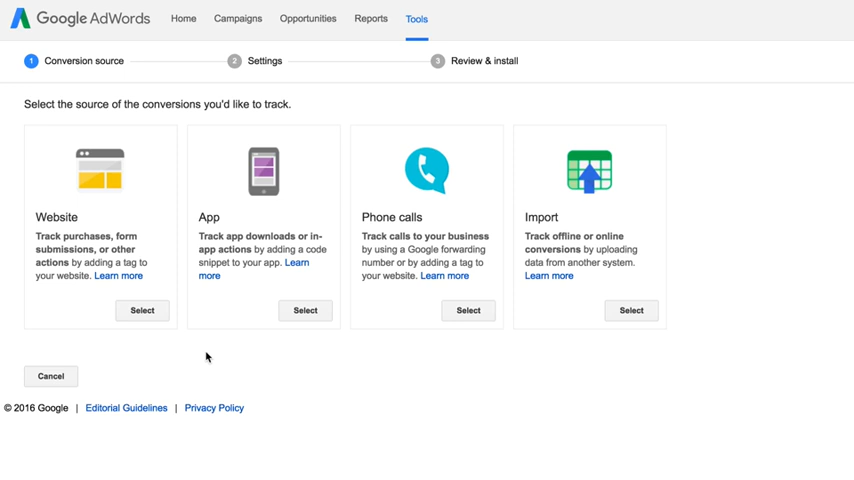 Google AdWords Home Campaigns Opportunities Reports Tools
1 Conversion source 2 Settings 3 Review & install
Select the source of the conversions you'd like to track.
Website
Track purchases, form
submissions, or other
actions by adding a tag to
your website. Learn more
Select
App
Track app downloads or in-
app actions by adding a code
snippet to your app. Learn
more
Select
Phone calls
Track calls to your business
by using a Google forwarding
number or by adding a tag to
your website. Learn more
Select
Import
Track offline or online
conversions by uploading
data from another system.
Learn more
Select
Cancel
© 2016 Google | Editorial Guidelines | Privacy Policy